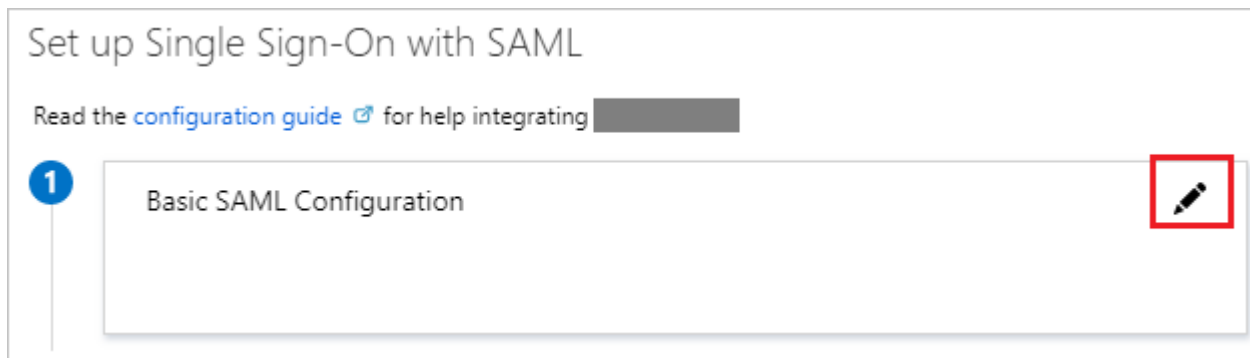 Set up Single Sign-On with SAML
Read the configuration guide for help integrating
1
Basic SAML Configuration